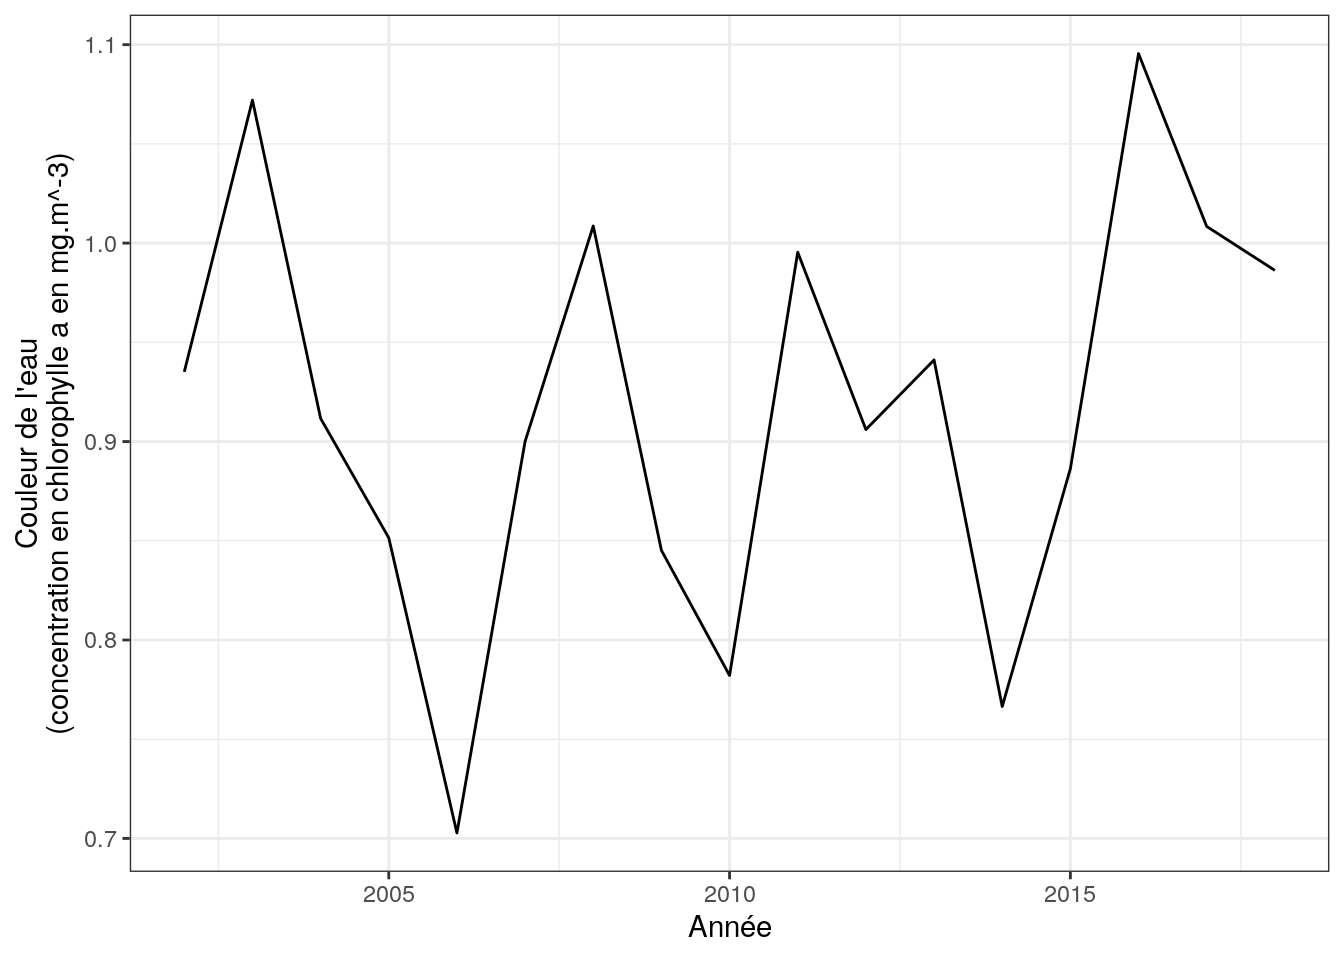 Couleur de l'eau
(concentration en chlorophylle a en mg.m^-3)
1.1
1.0
0.9
0.8
0.7
2005
2010
2015
Année